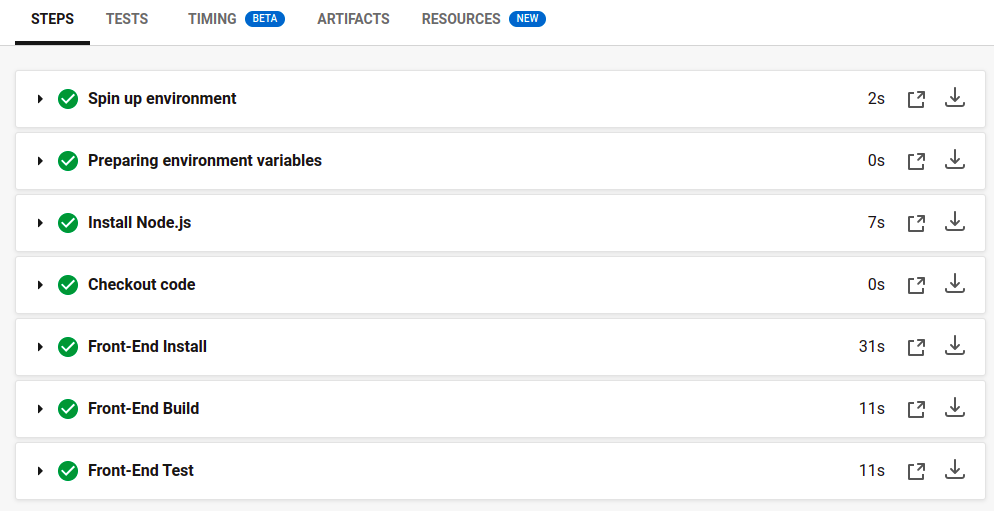 STEPS TESTS TIMING BETA ARTIFACTS RESOURCES NEW
Spin up environment 2s
Preparing environment variables 0s
Install Node.js 7s
Checkout code 0s
Front-End Install 31s
Front-End Build 11s
Front-End Test 11s